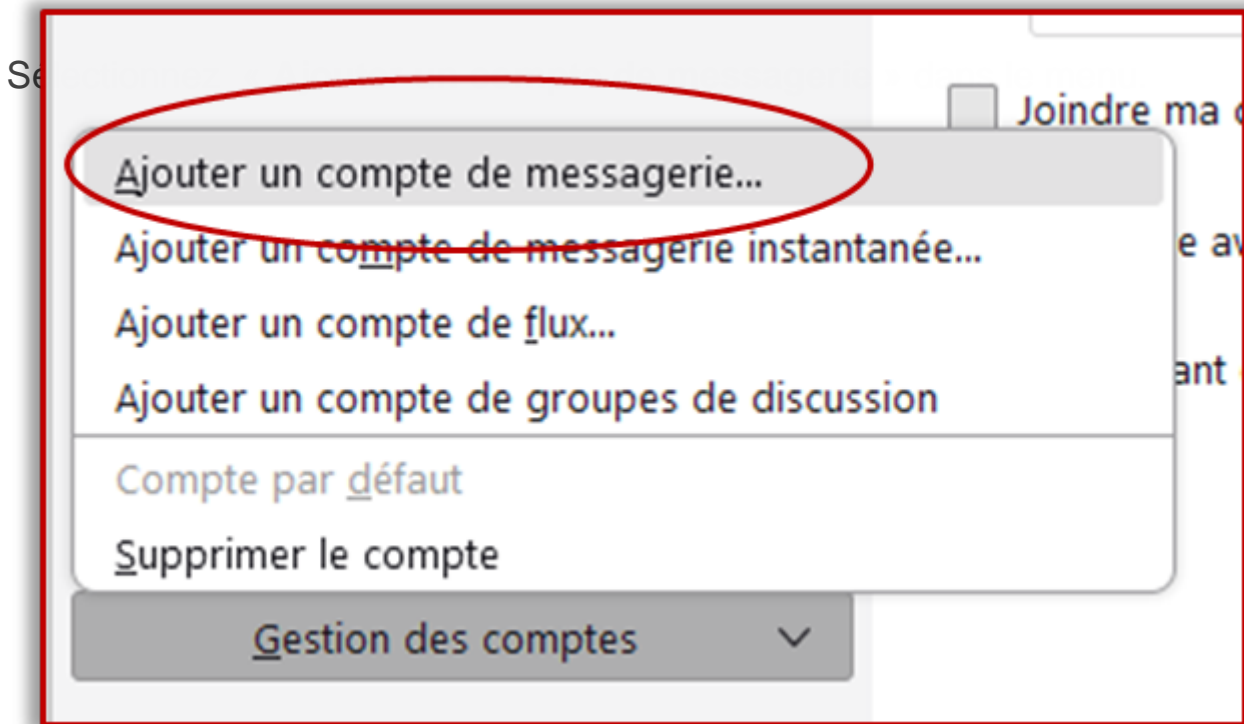 Sé
Joindre ma
Ajouter un compte de messagerie...
Ajouter un compte de messagerie instantanée...
e av
Ajouter un compte de flux...
ant
Ajouter un compte de groupes de discussion
Compte par défaut
Supprimer le compte
Gestion des comptes